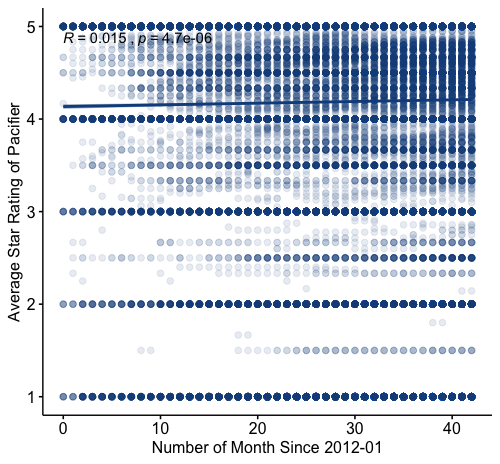 R = 0.015 , p = 4.7e-06
5
4
3
2
1
Average Star Rating of Pacifier
0 10 20 30 40
Number of Month Since 2012-01